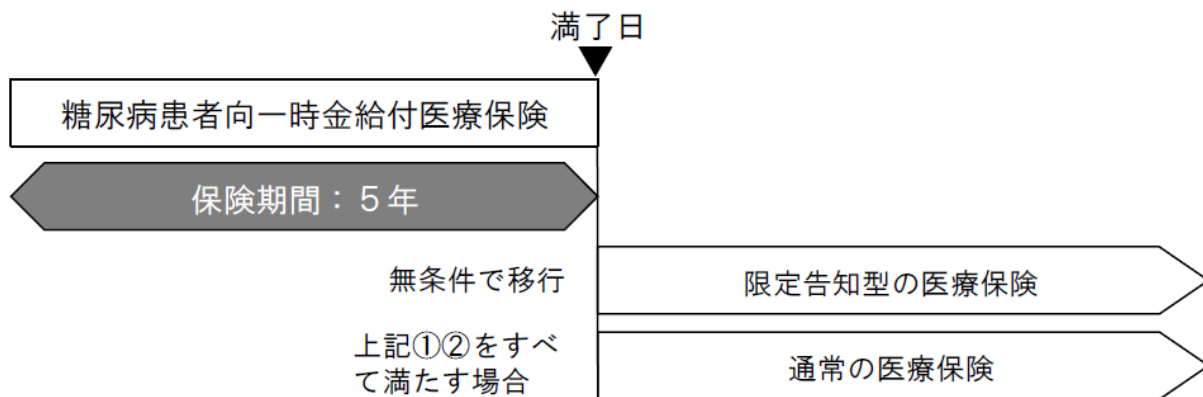 満了日
糖尿病患者向一時金給付医療保険
保険期間：５年
無条件で移行
限定告知型の医療保険
上記①②をすべ
て満たす場合
通常の医療保険